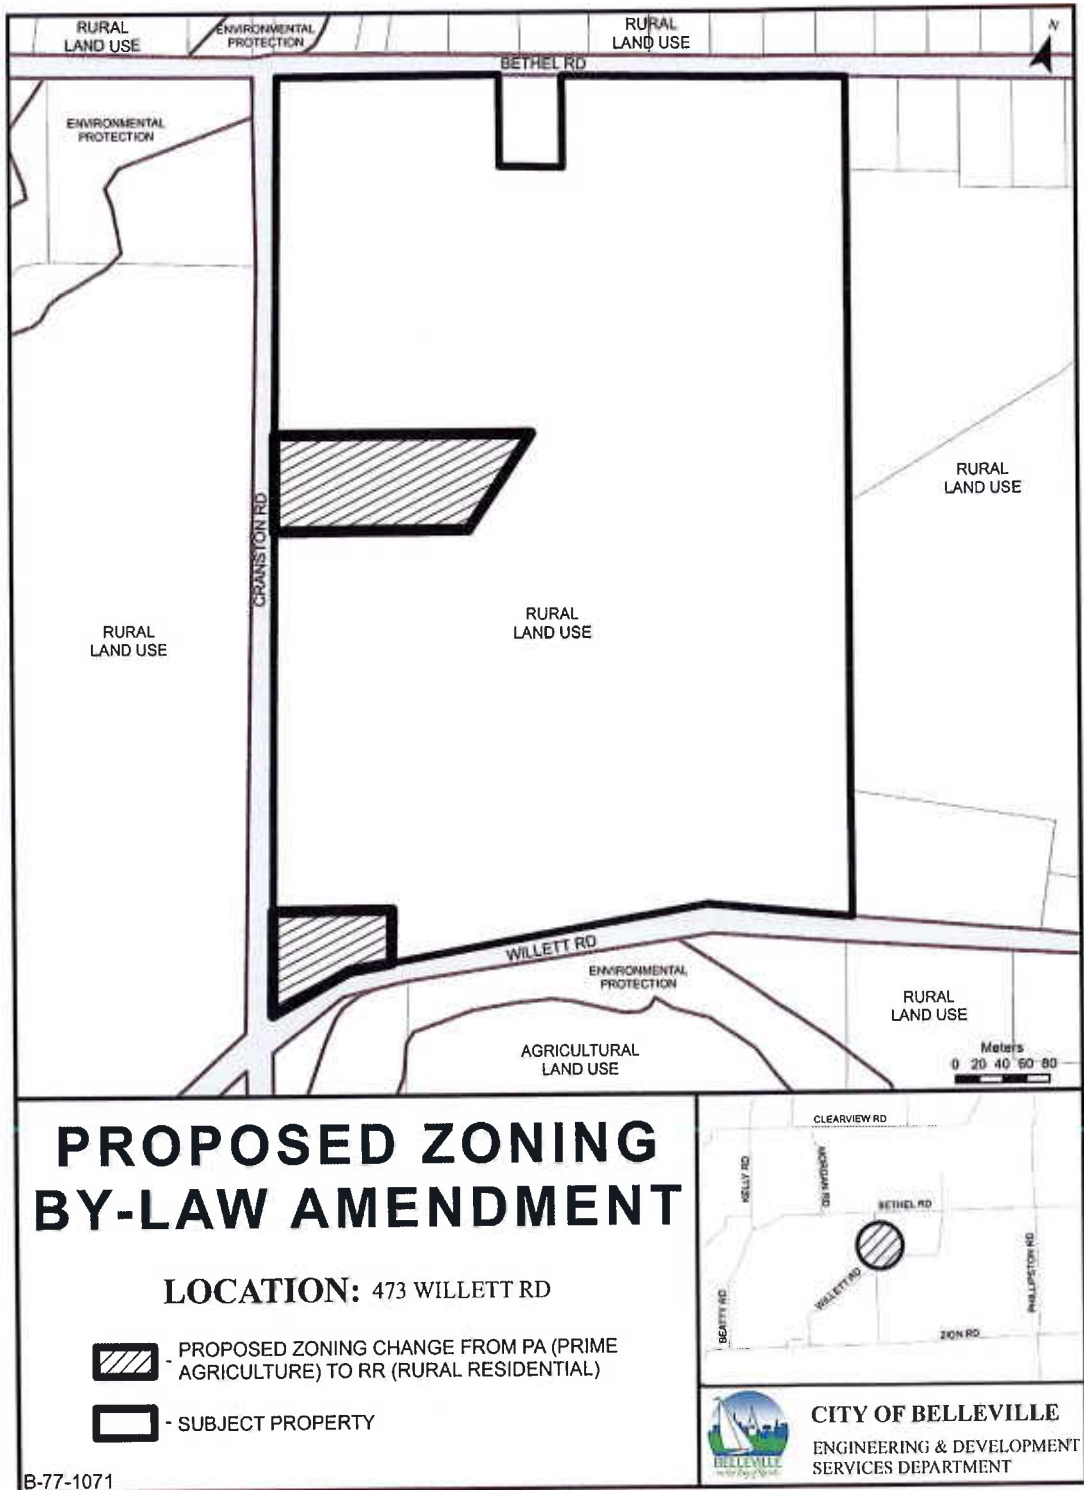 RURAL
LAND USE
ENVIRONMENTAL
PROTECTION
RURAL
LAND USE
N
BETHEL RD
ENVIRONMENTAL
PROTECTION
RURAL
LAND USE
CRANSTON RD
RURAL
LAND USE
RURAL
LAND USE
WILLETT RD
ENVIRONMENTAL
PROTECTION
RURAL
LAND USE
AGRICULTURAL
LAND USE
Meters
0 20 40 60 80
PROPOSED ZONING
BY-LAW AMENDMENT
LOCATION: 473 WILLETT RD
- PROPOSED ZONING CHANGE FROM PA (PRIME
AGRICULTURE) TO RR (RURAL RESIDENTIAL)
- SUBJECT PROPERTY
B-77-1071
CLEARVIEW RD
KELLY RD
MORGAN RD
BETHEL RD
WILLETT RD
PHILLIPSTON RD
BEATTY RD
ZION RD
BELLEVILLE
CITY OF BELLEVILLE
ENGINEERING & DEVELOPMENT
SERVICES DEPARTMENT